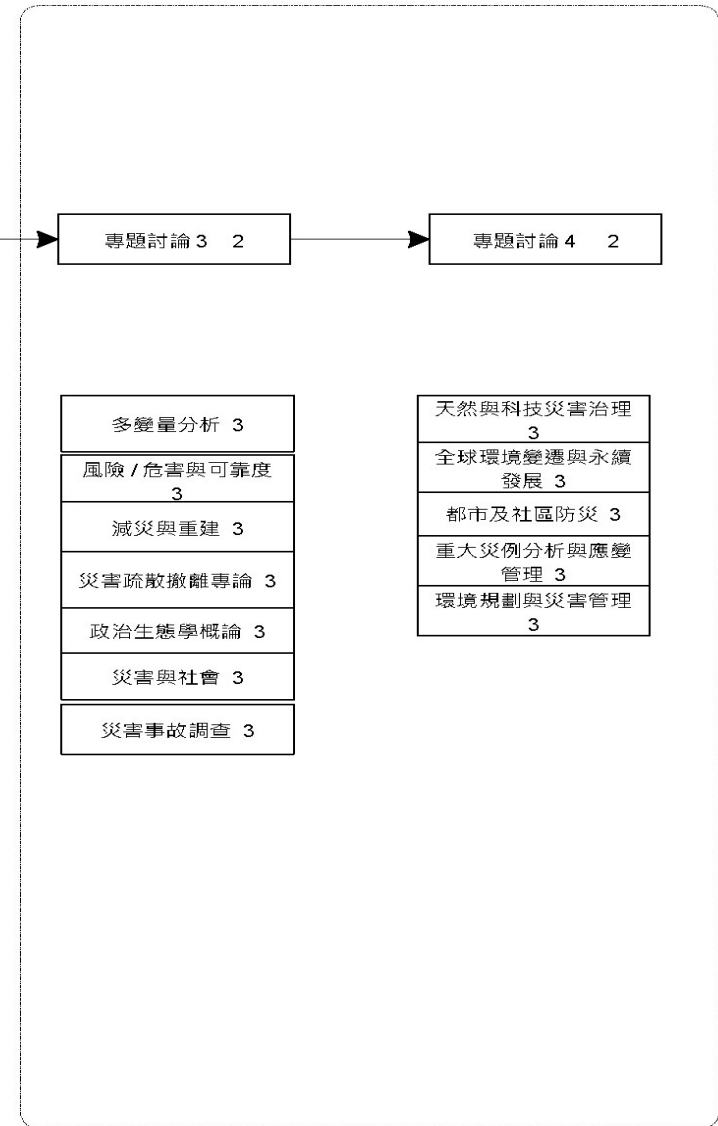 專題討論 3 2
專題討論 4 2
多變量分析 3
風險 / 危害與可靠度
3
減災與重建 3
災害疏散撤離專論 3
政治生態學概論 3
災害與社會 3
災害事故調查 3
天然與科技災害治理
3
全球環境變遷與永續
發展 3
都市及社區防災 3
重大災例分析與應變
管理 3
環境規劃與災害管理
3